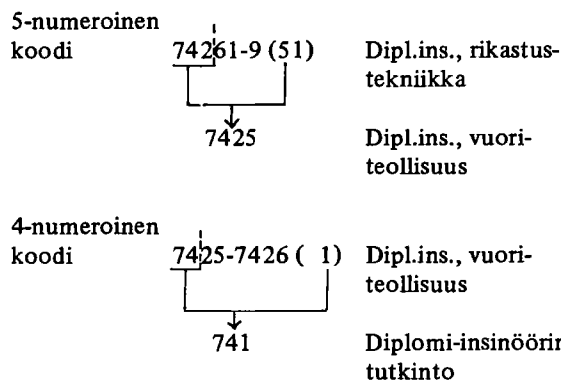 5-numeroinen
koodi 74261-9 (51) Dipl.ins., rikastus-
tekniikka
7425 Dipl.ins., vuori-
teollisuus
4-numeroinen
koodi 7425-7426 ( 1) Dipl.ins., vuori-
teollisuus
741 Diplomi-insinöörin
tutkinto